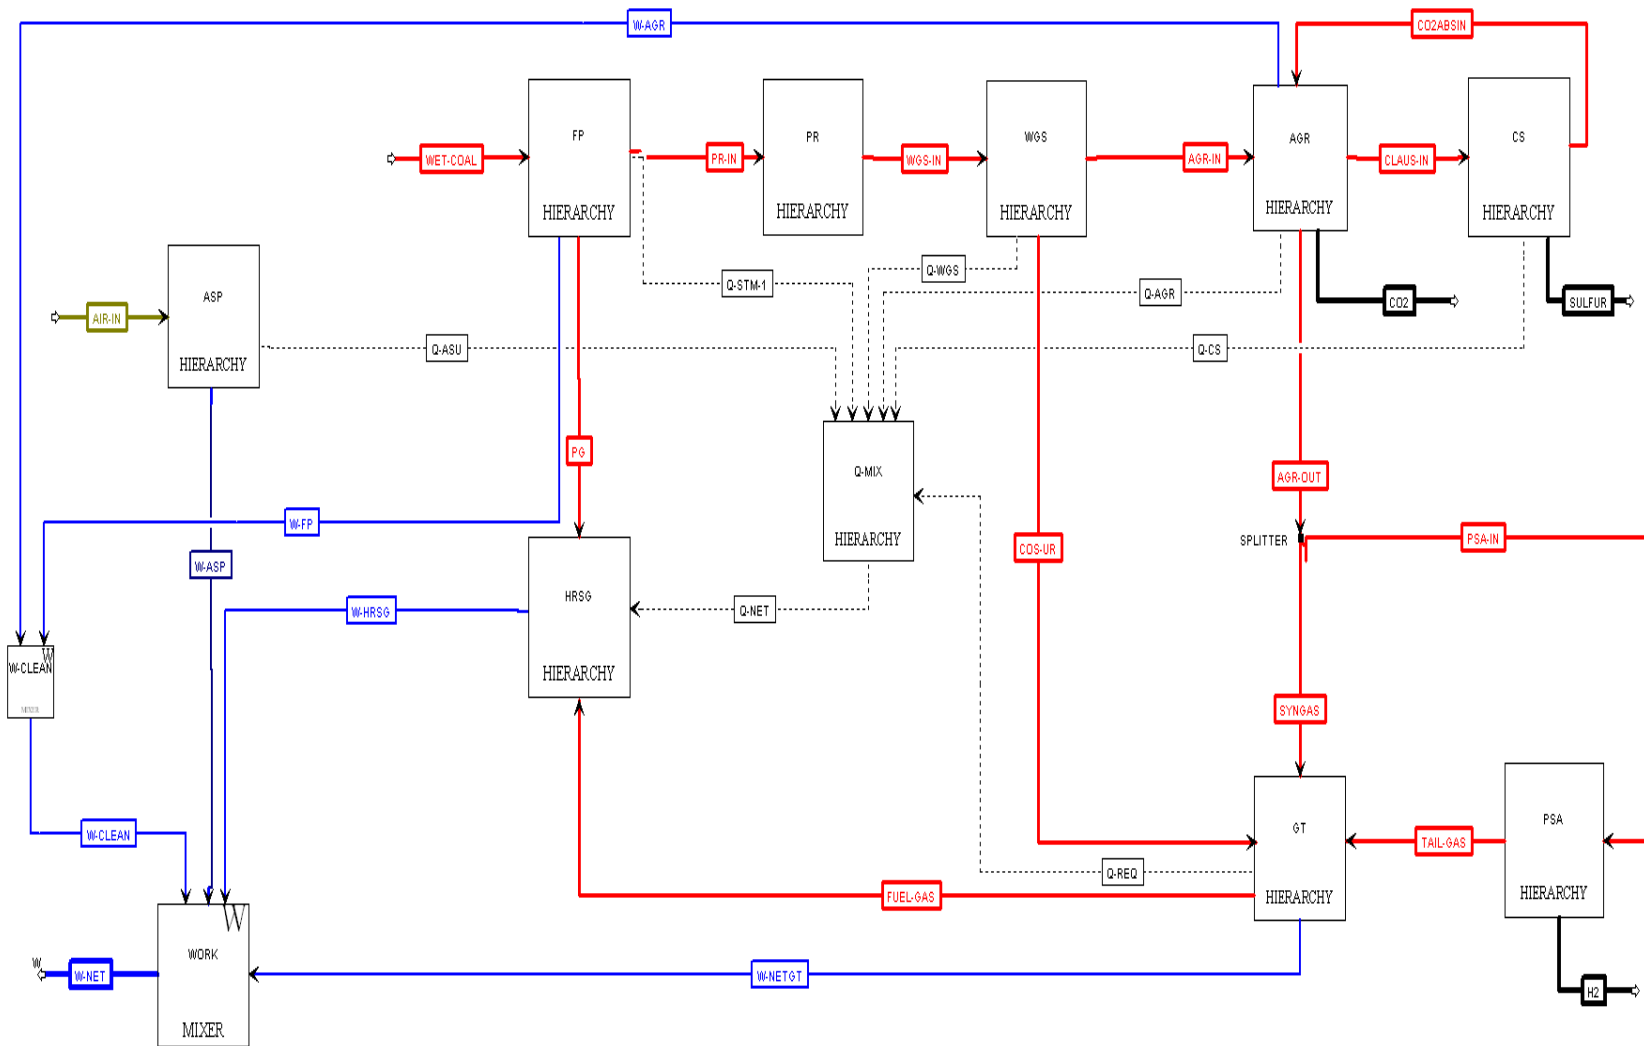 W-AGR
CO2ABSIN
FP
HIERARCHY
PR
HIERARCHY
WGS
HIERARCHY
AGR
HIERARCHY
CS
HIERARCHY
WET-COAL
PR-IN
WGS-IN
AGR-IN
CLAUS-IN
ASP
HIERARCHY
AIR-IN
Q-STM-1
Q-WGS
Q-AGR
CO2
SULFUR
Q-ASU
Q-CS
PG
Q-MIX
HIERARCHY
AGR-OUT
W-FP
W-ASP
COS-UR
SPLITTER
PSA-IN
HRSG
HIERARCHY
W-HRSG
Q-NET
W
W-CLEAN
MIXER
SYNGAS
W-CLEAN
GT
HIERARCHY
TAIL-GAS
PSA
HIERARCHY
Q-REQ
FUEL-GAS
W
WORK
MIXER
W
W-NET
W-NETGT
H2